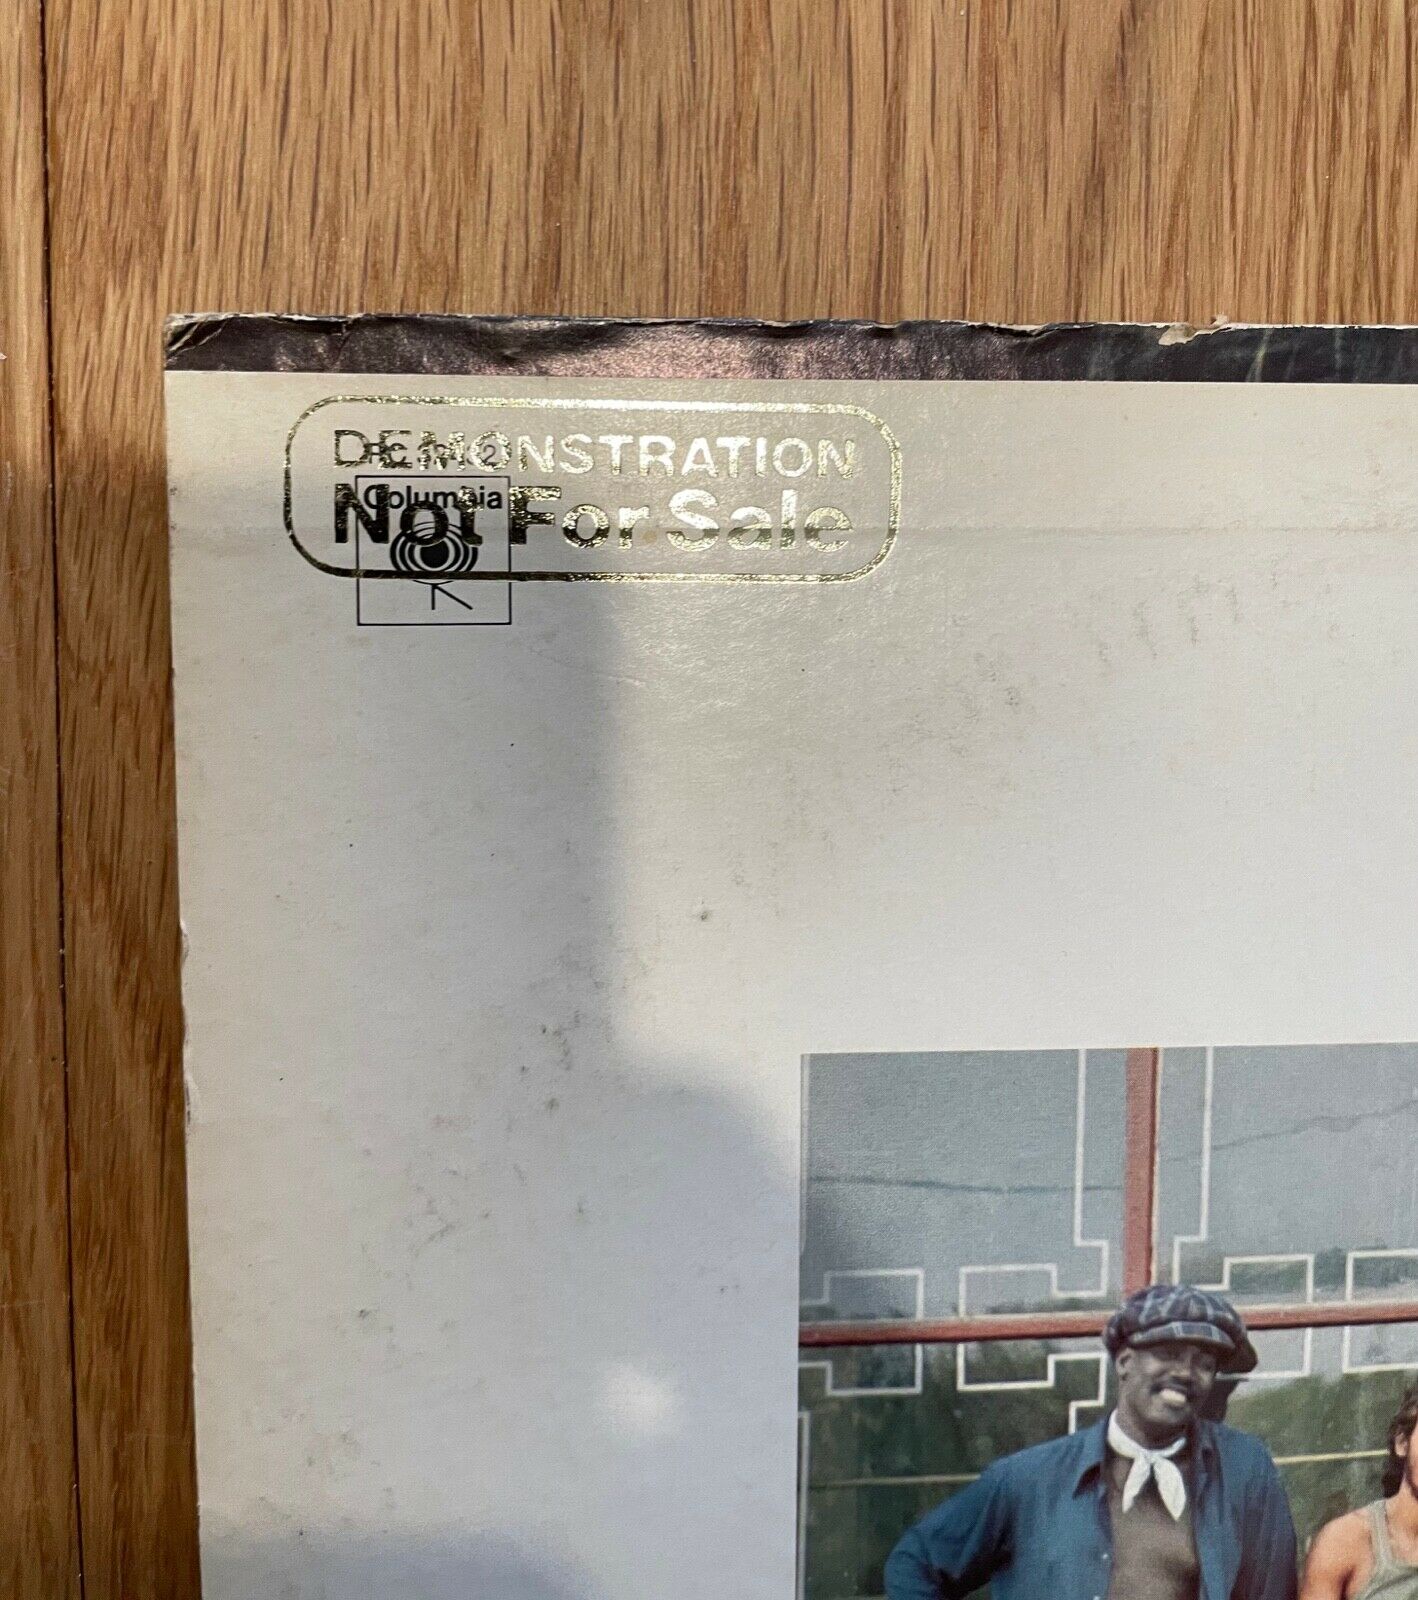 DEMONSTRATION
Columbia
Not For Sale